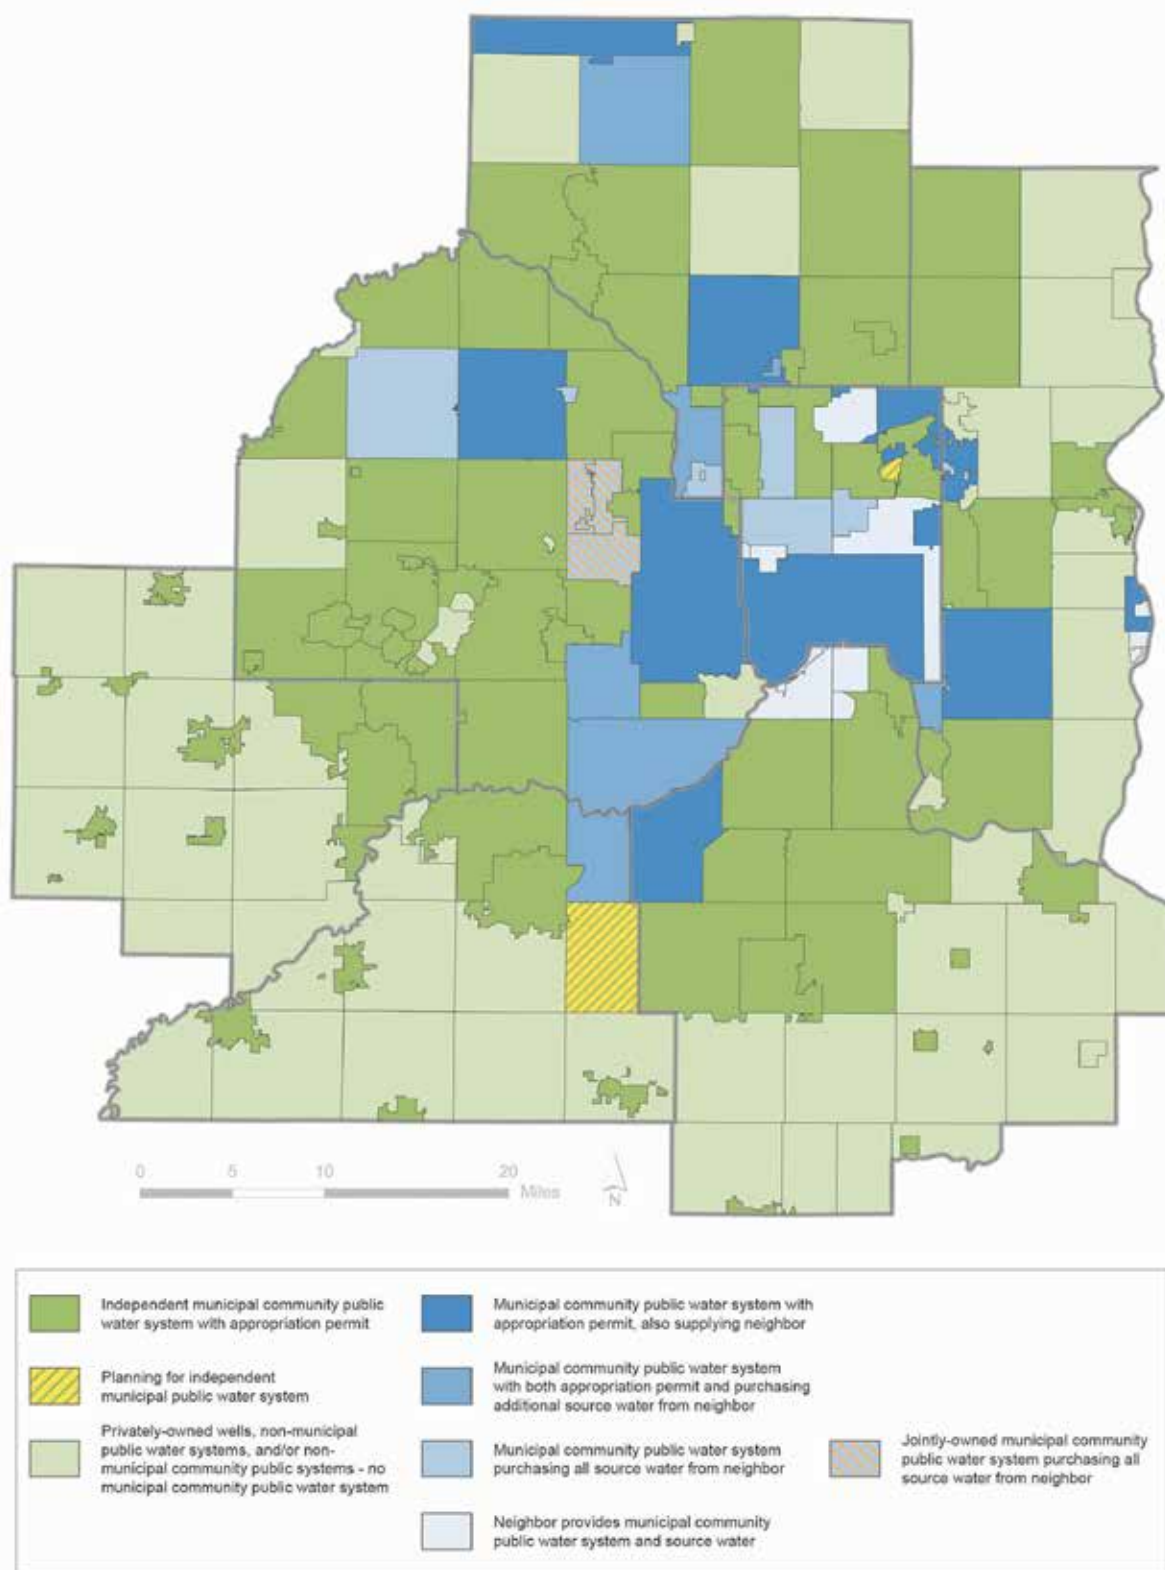 0 5 10 20
Miles
N
Independent municipal community public
water system with appropriation permit
Planning for independent
municipal public water system
Privately-owned wells, non-municipal
public water systems, and/or non-
municipal community public systems - no
municipal community public water system
Municipal community public water system with
appropriation permit, also supplying neighbor
Municipal community public water system
with both appropriation permit and purchasing
additional source water from neighbor
Municipal community public water system
purchasing all source water from neighbor
Neighbor provides municipal community
public water system and source water
Jointly-owned municipal community
public water system purchasing all
source water from neighbor